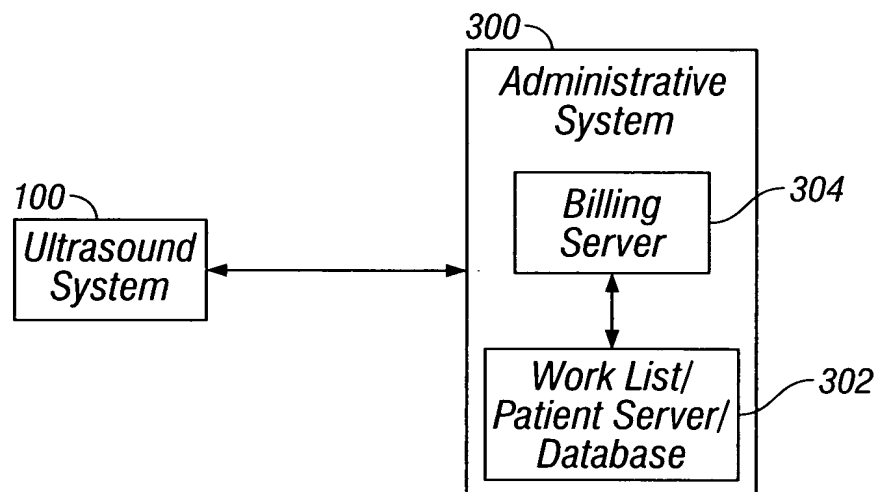 300
Administrative
System
100
Ultrasound
System
304
Billing
Server
302
Work List/
Patient Server/
Database